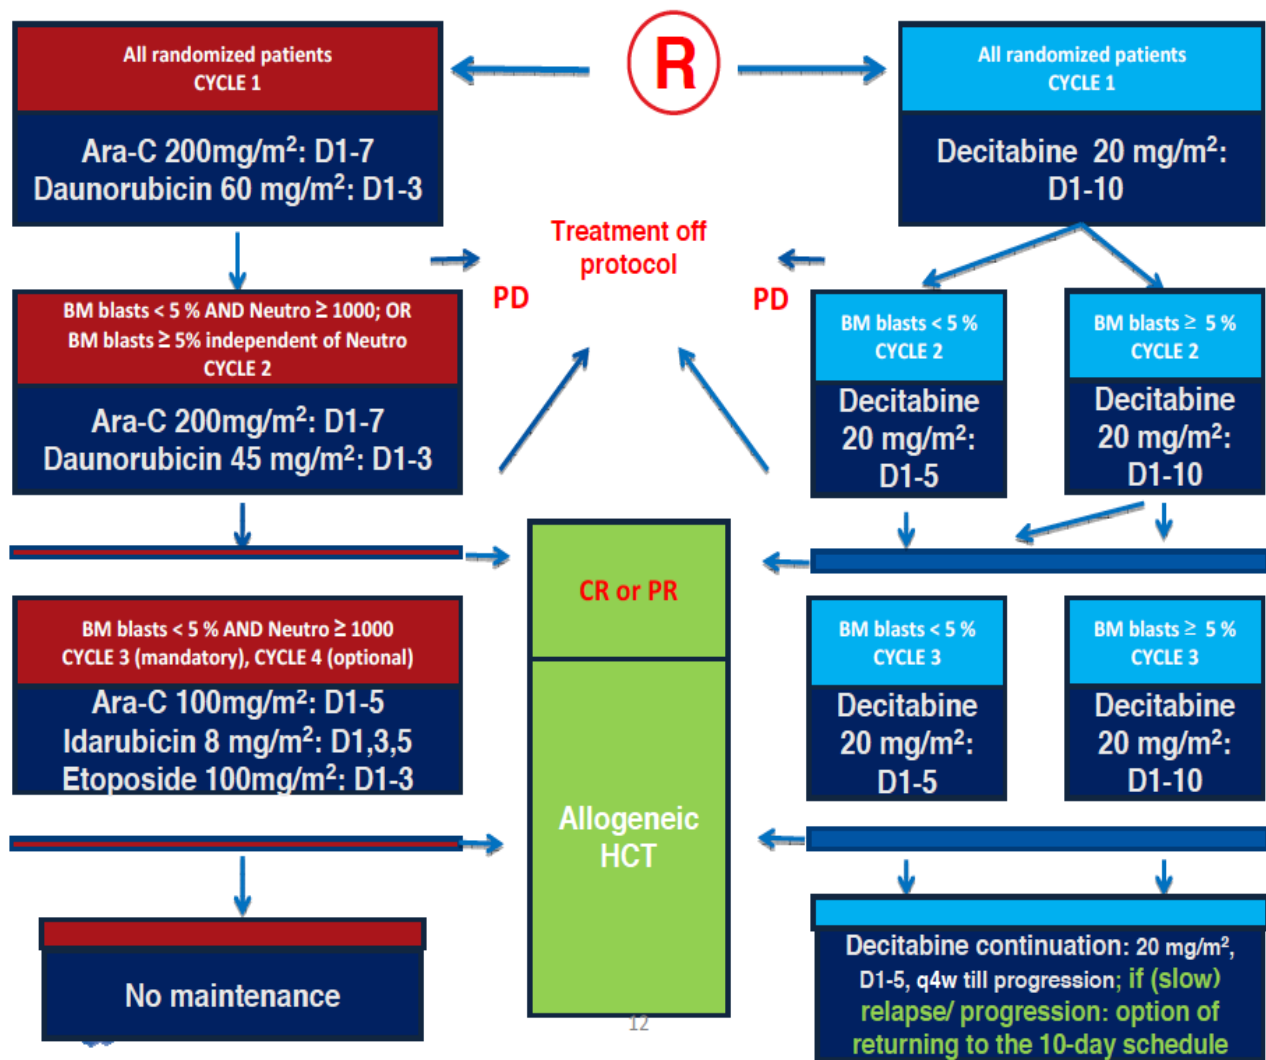 R
All randomized patients
CYCLE 1
Ara-C 200mg/m²: D1-7
Daunorubicin 60 mg/m²: D1-3
All randomized patients
CYCLE 1
Decitabine 20 mg/m²:
D1-10
Treatment off
protocol
PD
PD
BM blasts < 5 % AND Neutro ≥ 1000; OR
BM blasts ≥ 5% independent of Neutro
CYCLE 2
Ara-C 200mg/m²: D1-7
Daunorubicin 45 mg/m²: D1-3
BM blasts < 5 %
CYCLE 2
Decitabine
20 mg/m²:
D1-5
BM blasts ≥ 5 %
CYCLE 2
Decitabine
20 mg/m²:
D1-10
CR or PR
Allogeneic
HCT
BM blasts < 5 % AND Neutro ≥ 1000
CYCLE 3 (mandatory), CYCLE 4 (optional)
Ara-C 100mg/m²: D1-5
Idarubicin 8 mg/m²: D1,3,5
Etoposide 100mg/m²: D1-3
BM blasts < 5 %
CYCLE 3
Decitabine
20 mg/m²:
D1-5
BM blasts ≥ 5 %
CYCLE 3
Decitabine
20 mg/m²:
D1-10
No maintenance
Decitabine continuation: 20 mg/m²,
D1-5, q4w till progression; if (slow)
relapse/ progression: option of
returning to the 10-day schedule
12